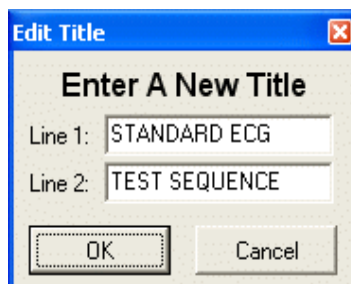 Edit Title
Enter A New Title
Line 1: STANDARD ECG
Line 2: TEST SEQUENCE
OK Cancel